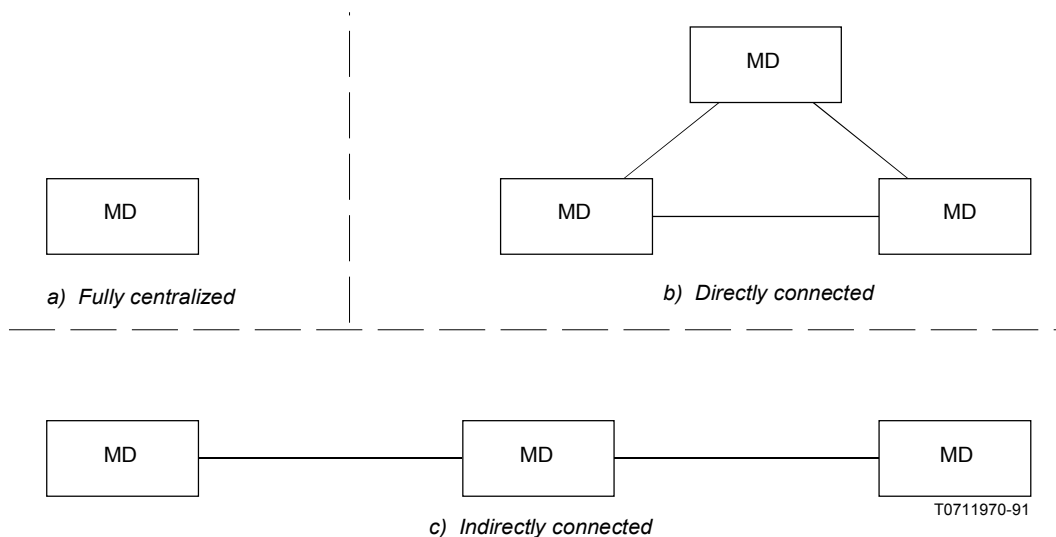 MD
a) Fully centralized
MD
MD
MD
b) Directly connected
MD
MD
MD
T0711970-91
c) Indirectly connected